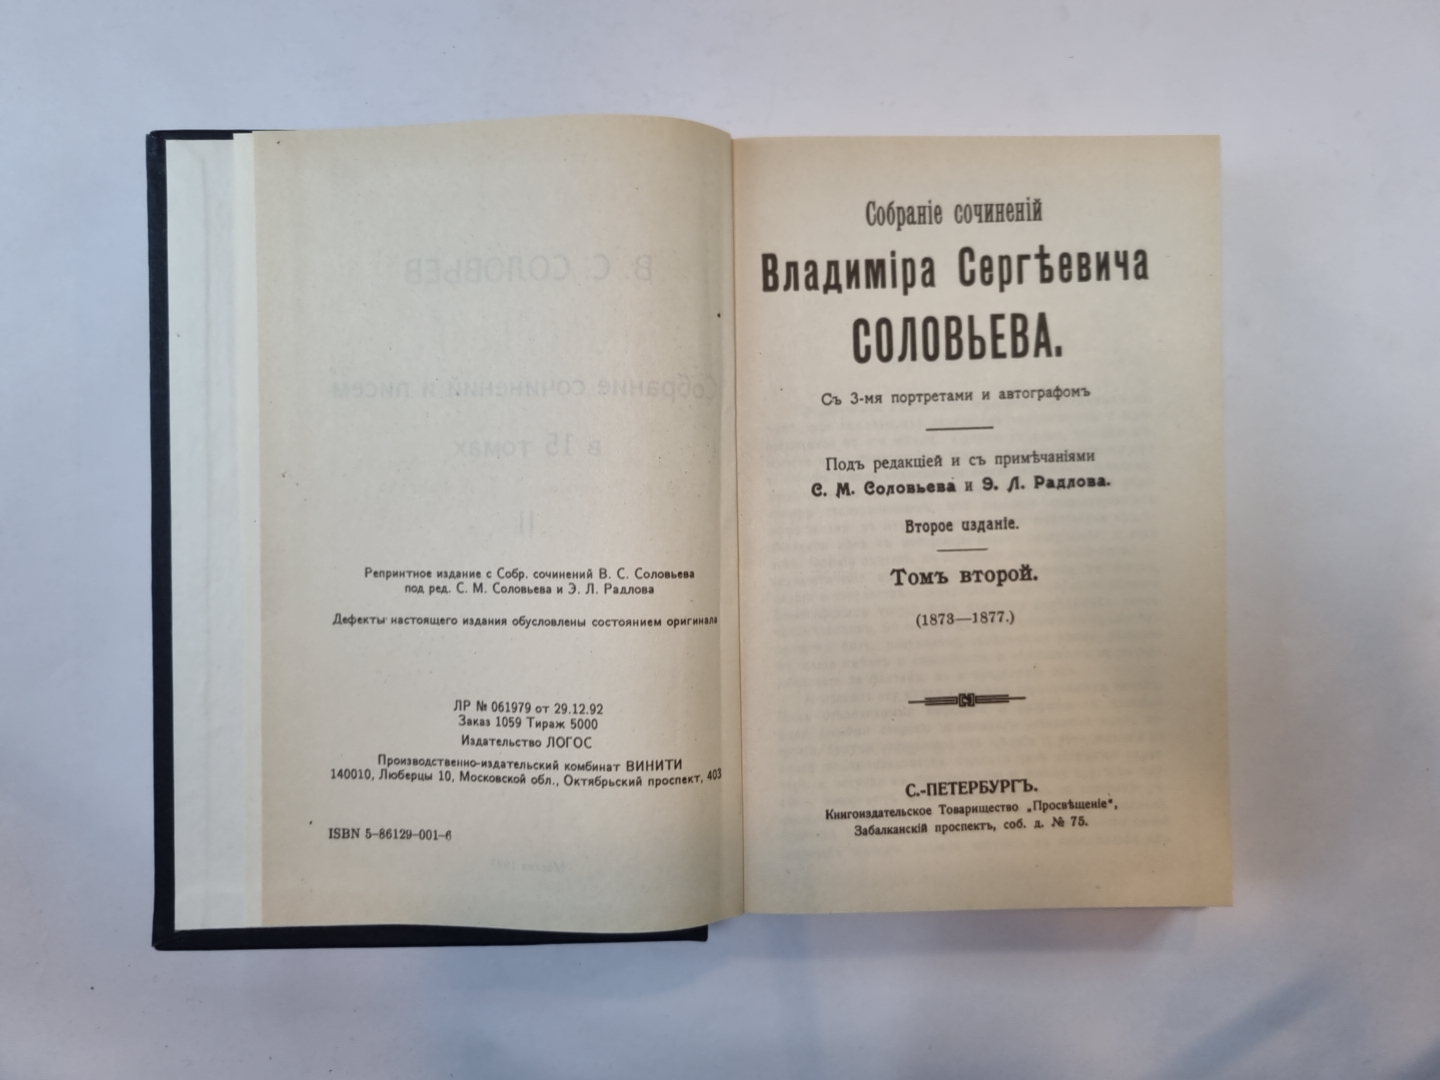 Репринтное издание с Собр. сочинений В. С. Соловьева
под ред. С. М. Соловьева и Э. Л. Радлова
Дефекты настоящего издания обусловлены состоянием оригинала
ЛР № 061979 от 29.12.92
Заказ 1059 Тираж 5000
Издательство ЛОГОС
Производственно-издательский комбинат ВИНИТИ
140010, Люберцы 10, Московской обл., Октябрьский проспект, 403
ISBN 5-86129-001-6
Собраніе сочиненій
Владиміра Сергѣевича
СОЛОВЬЕВА.
Съ 3-мя портретами и автографомъ
Подъ редакціей и съ примѣчаніями
С. М. Соловьева и Э. Л. Радлова.
Второе изданіе.
Томъ второй.
(1873—1877.)
С.-ПЕТЕРБУРГЪ.
Книгоиздательское Товарищество „Просвѣщеніе",
Забалканскій проспектъ, соб. д. № 75.